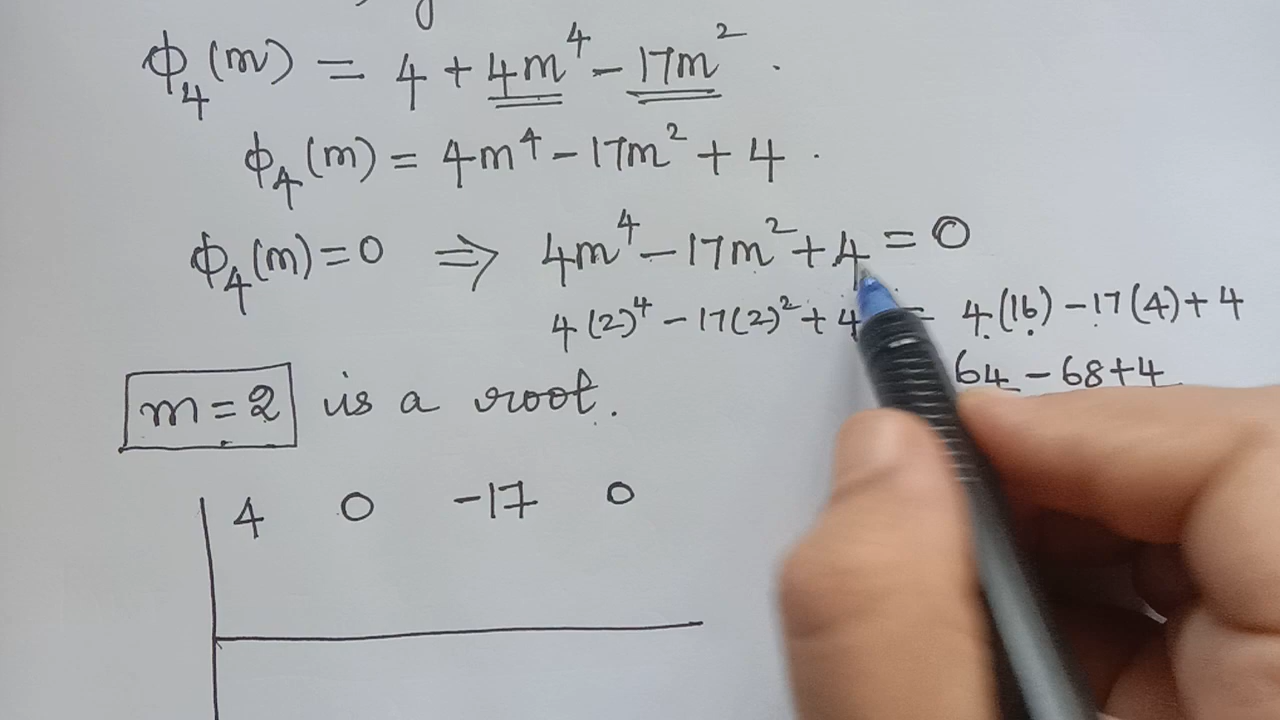 ϕ₄(m) = 4 + 4m⁴ - 17m² .
ϕ₄(m) = 4m⁴ - 17m² + 4 .
ϕ₄(m) = 0 ⇒ 4m⁴ - 17m² + 4 = 0
4(2)⁴ - 17(2)² + 4 = 4(16) - 17(4) + 4
64 - 68 + 4
m = 2 is a root.
4 0 -17 0